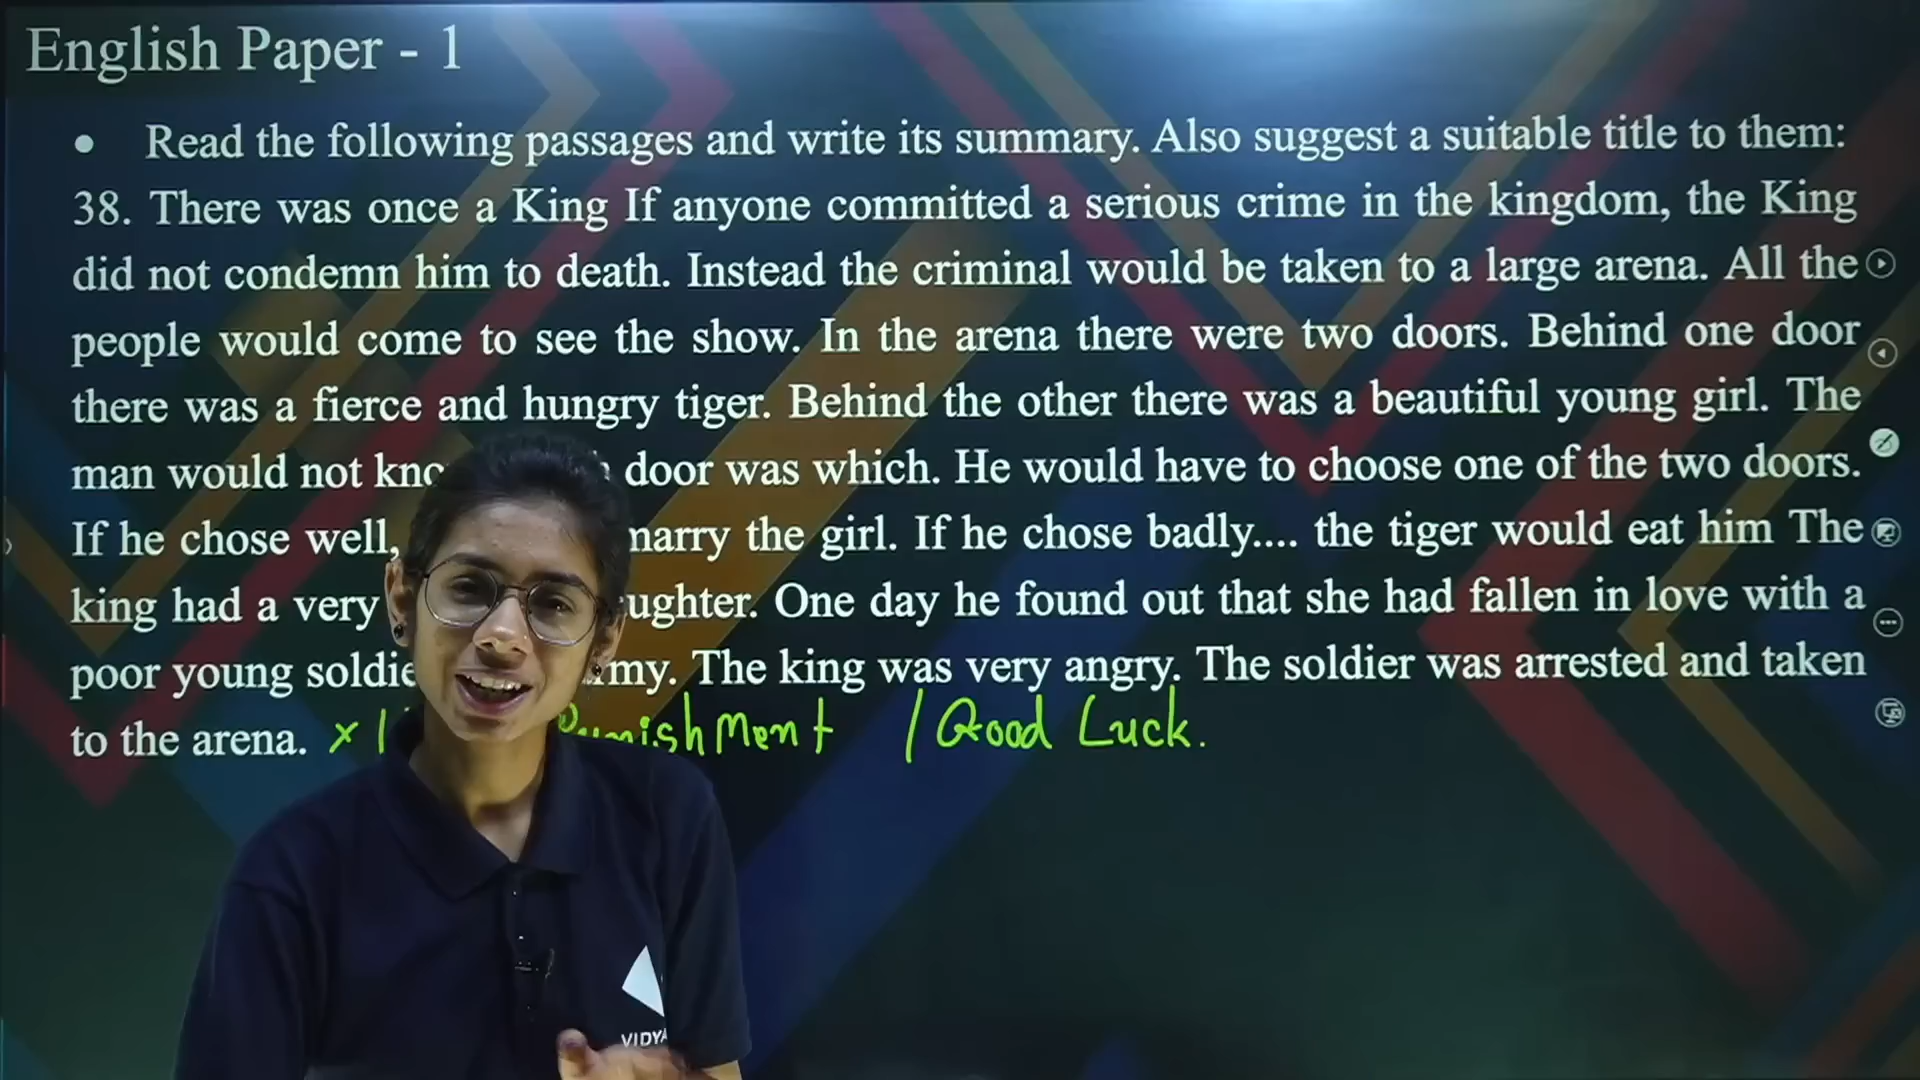 English Paper - 1
• Read the following passages and write its summary. Also suggest a suitable title to them:
38. There was once a King If anyone committed a serious crime in the kingdom, the King
did not condemn him to death. Instead the criminal would be taken to a large arena. All the
people would come to see the show. In the arena there were two doors. Behind one door
there was a fierce and hungry tiger. Behind the other there was a beautiful young girl. The
man would not door was which. He would have to choose one of the two doors.
If he chose well, marry the girl. If he chose badly.... the tiger would eat him The
king had a very One day he found out that she had fallen in love with a
poor young The king was very angry. The soldier was arrested and taken
to the arena. x Punishment / Good Luck.